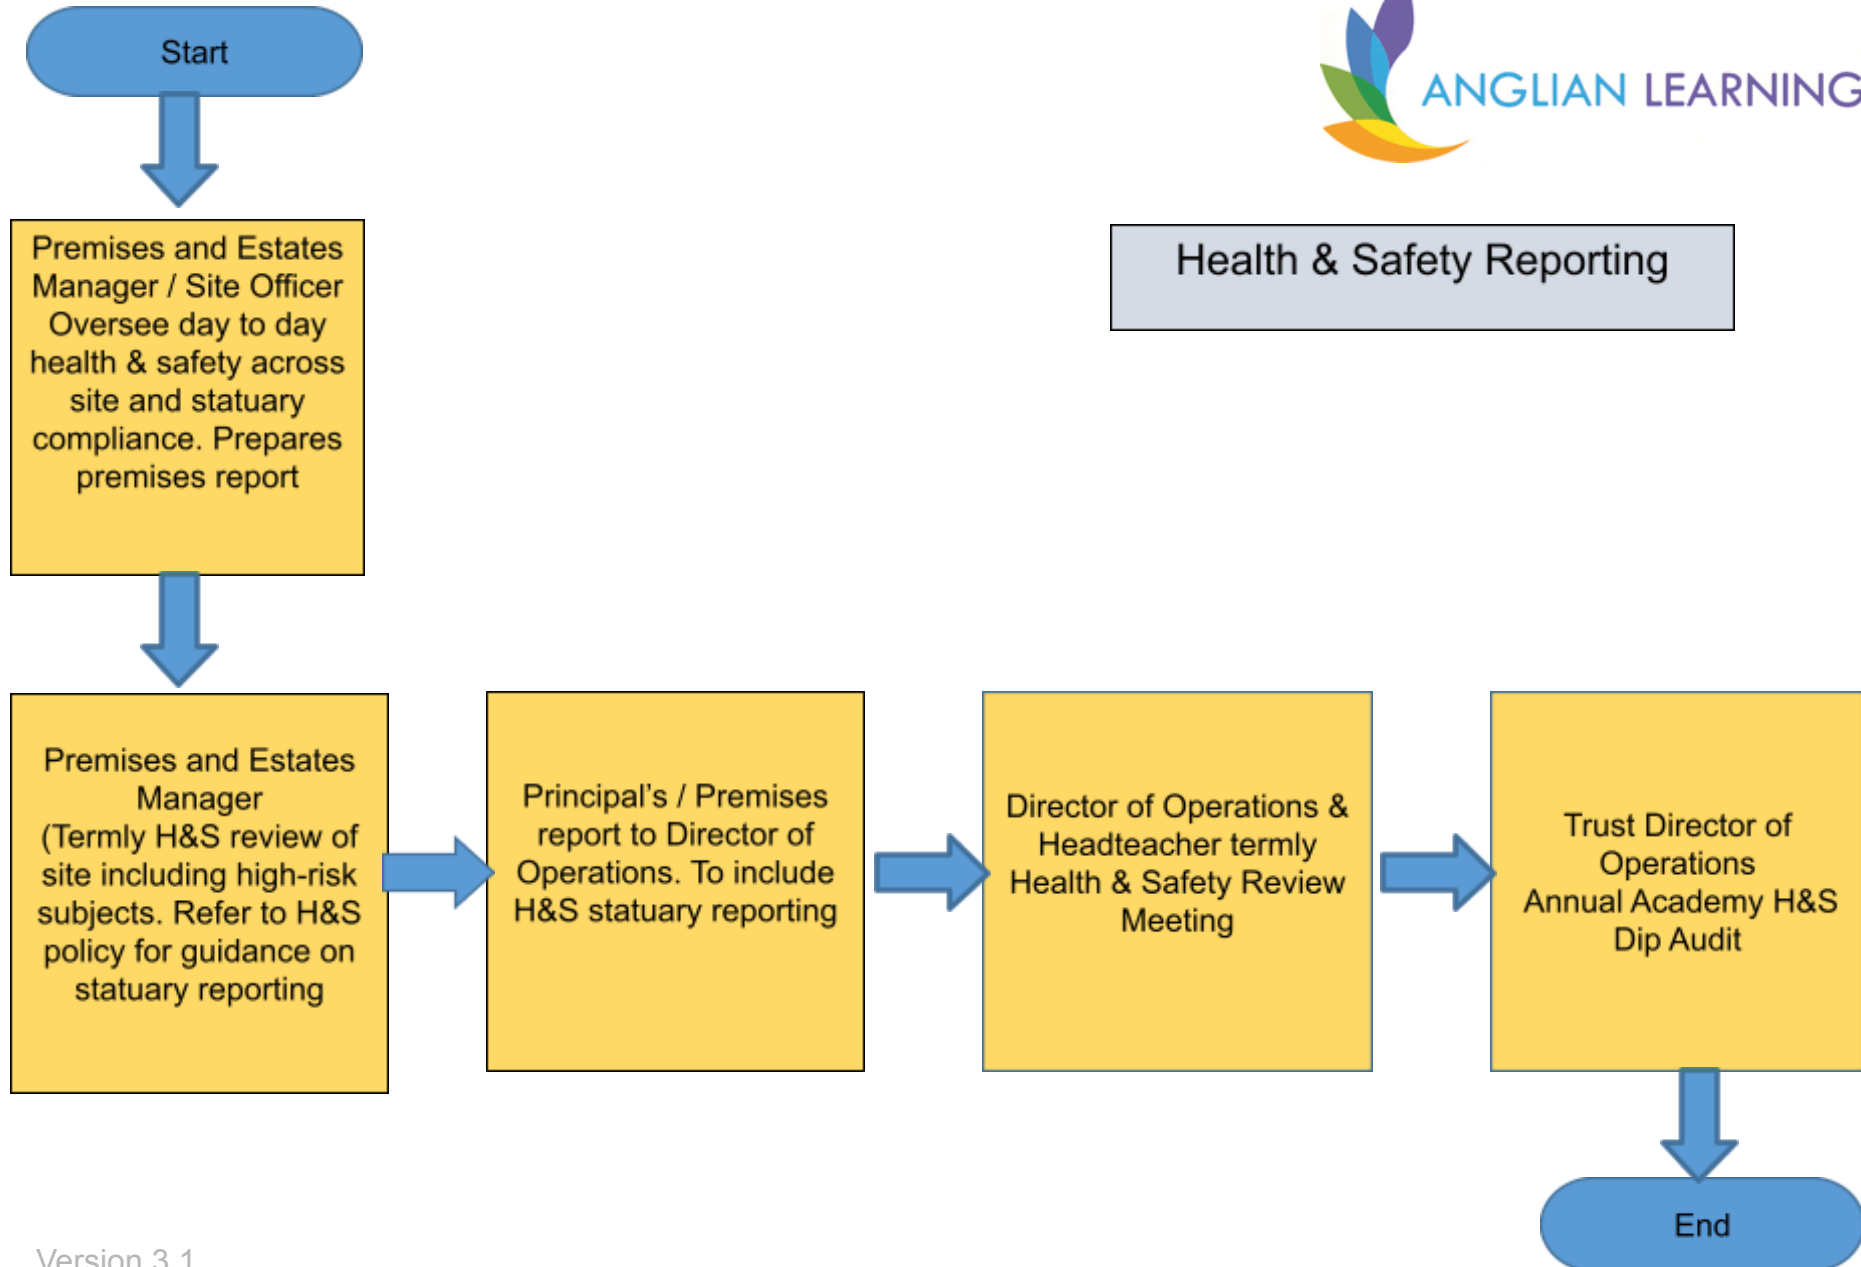 Start
ANGLIAN LEARNING
Health & Safety Reporting
Premises and Estates
Manager / Site Officer
Oversee day to day
health & safety across
site and statuary
compliance. Prepares
premises report
Premises and Estates
Manager
(Termly H&S review of
site including high-risk
subjects. Refer to H&S
policy for guidance on
statuary reporting
Principal's / Premises
report to Director of
Operations. To include
H&S statuary reporting
Director of Operations &
Headteacher termly
Health & Safety Review
Meeting
Trust Director of
Operations
Annual Academy H&S
Dip Audit
End
Version 3.1